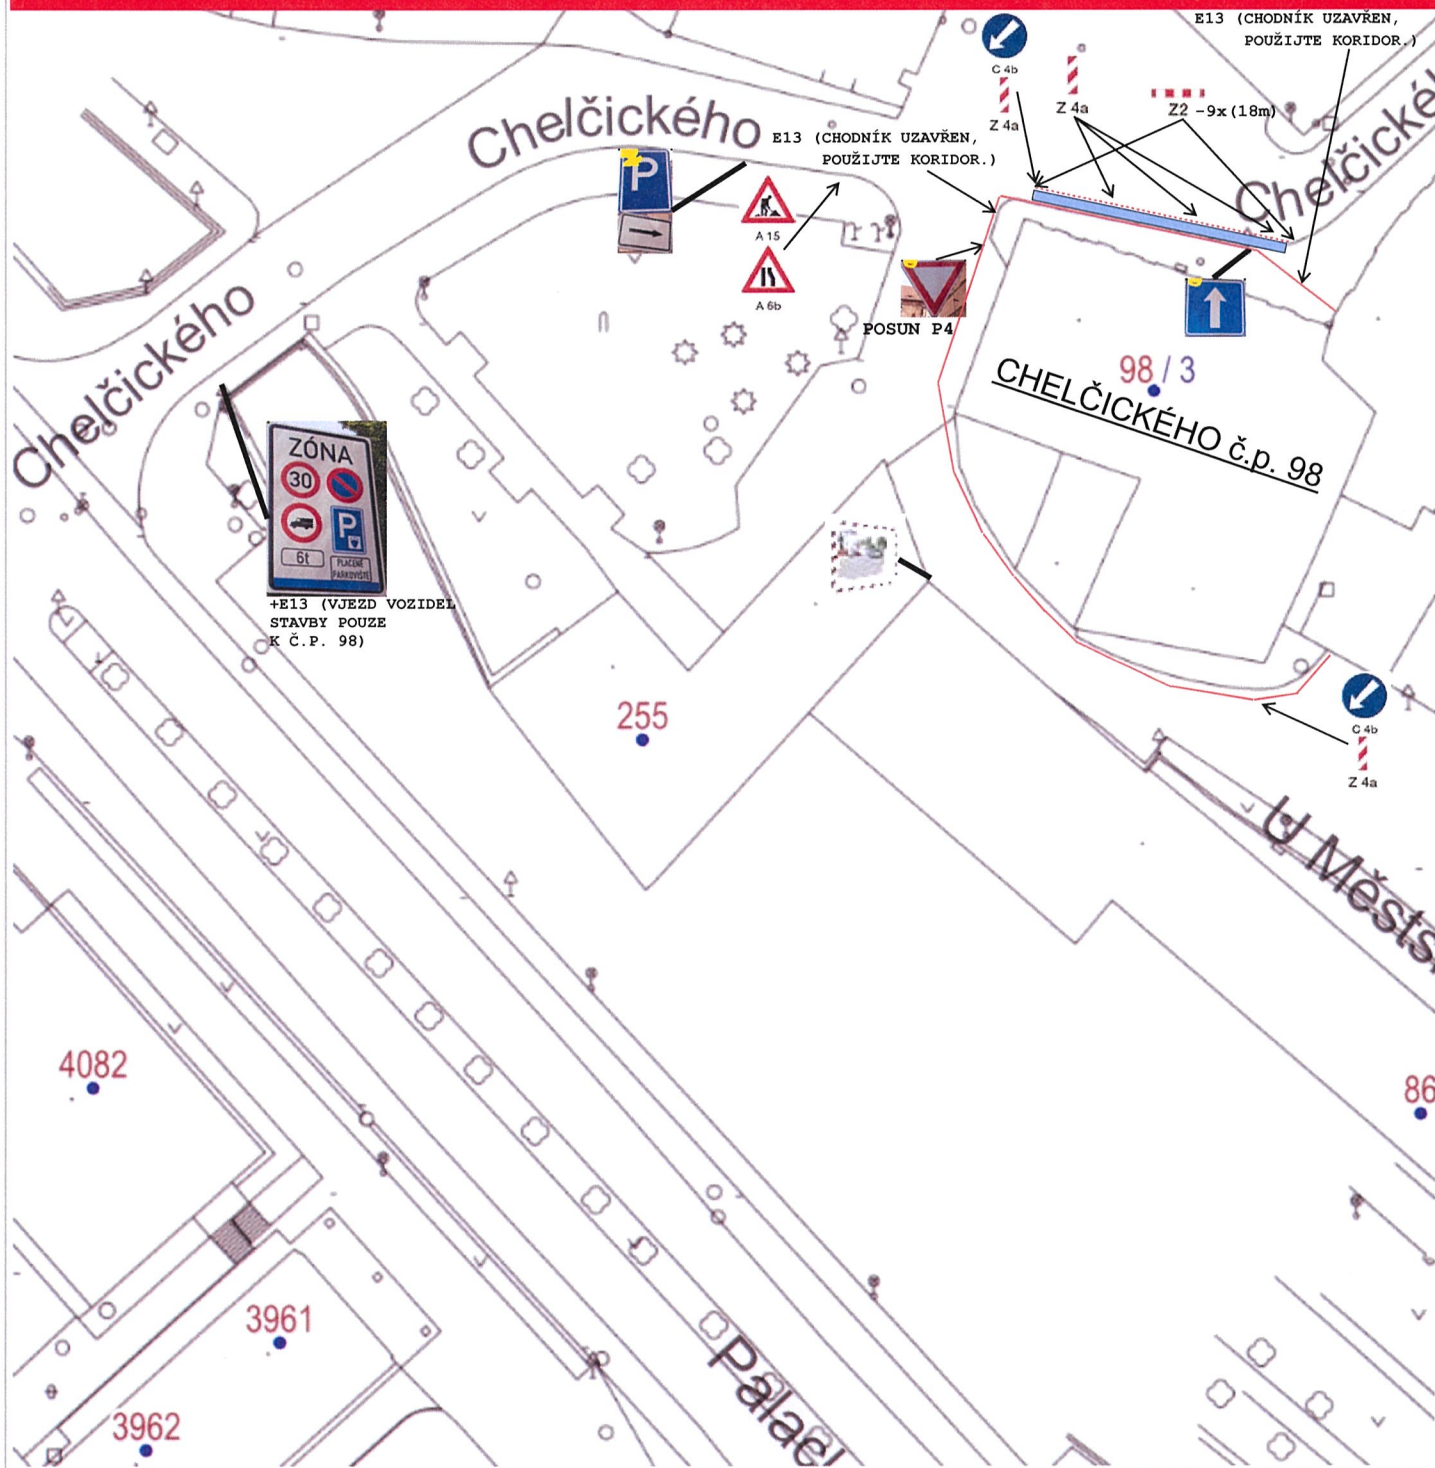 E13 (CHODNÍK UZAVŘEN,
POUŽIJTE KORIDOR.)
C 4b
Z 4a
Z 4a
Z2 -9x(18m)
Chelčického
E13 (CHODNÍK UZAVŘEN,
POUŽIJTE KORIDOR.)
Chelčické
P
A 15
A 6b
POSUN P4
98 / 3
CHELČICKÉHO č.p. 98
Chelčického
ZÓNA
30
P
6t
PLACENÉ
PARKOVIŠTĚ
+E13 (VJEZD VOZIDEL
STAVBY POUZE
K Č.P. 98)
255
C 4b
Z 4a
U Městs
4082
86
3961
3962
Palac